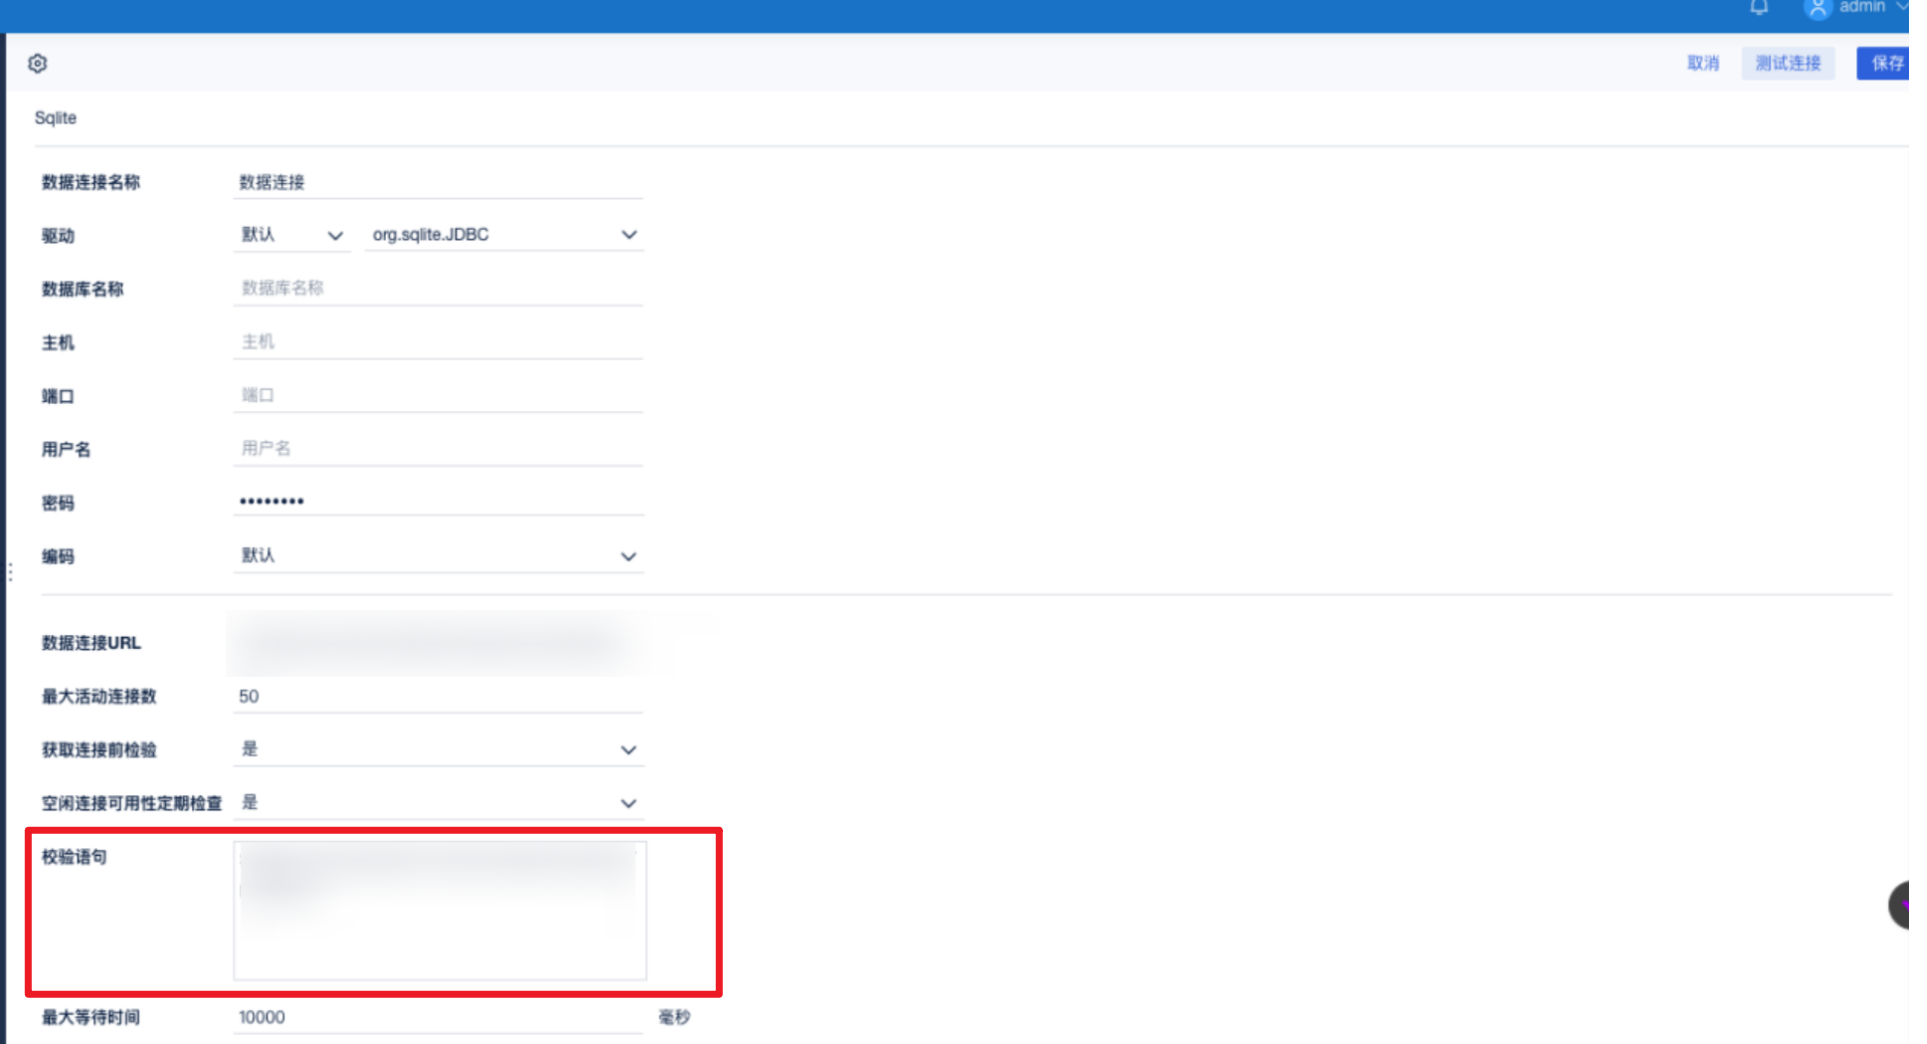 admin
取消 测试连接 保存
Sqlite
数据连接名称 数据连接
驱动 默认 org.sqlite.JDBC
数据库名称 数据库名称
主机 主机
端口 端口
用户名 用户名
密码 ••••••••
编码 默认
数据连接URL
最大活动连接数 50
获取连接前检验 是
空闲连接可用性定期检查 是
校验语句
最大等待时间 10000 毫秒